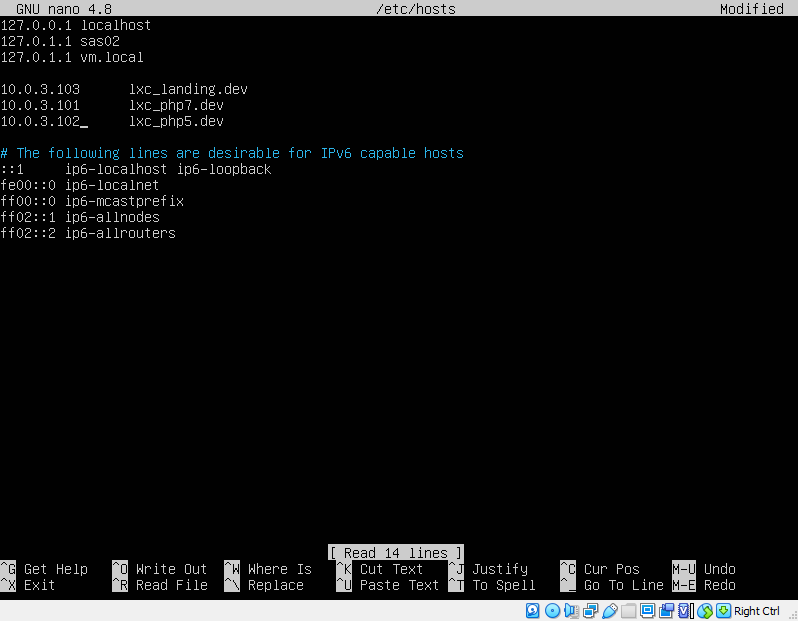 GNU nano 4.8 /etc/hosts Modified
127.0.0.1 localhost
127.0.1.1 sas02
127.0.1.1 vm.local
10.0.3.103 lxc_landing.dev
10.0.3.101 lxc_php7.dev
10.0.3.102_ lxc_php5.dev
# The following lines are desirable for IPv6 capable hosts
::1 ip6-localhost ip6-loopback
fe00::0 ip6-localnet
ff00::0 ip6-mcastprefix
ff02::1 ip6-allnodes
ff02::2 ip6-allrouters
[ Read 14 lines ]
^G Get Help ^O Write Out ^W Where Is ^K Cut Text ^J Justify ^C Cur Pos M-U Undo
^X Exit ^R Read File ^\ Replace ^U Paste Text ^T To Spell ^_ Go To Line M-E Redo
Right Ctrl